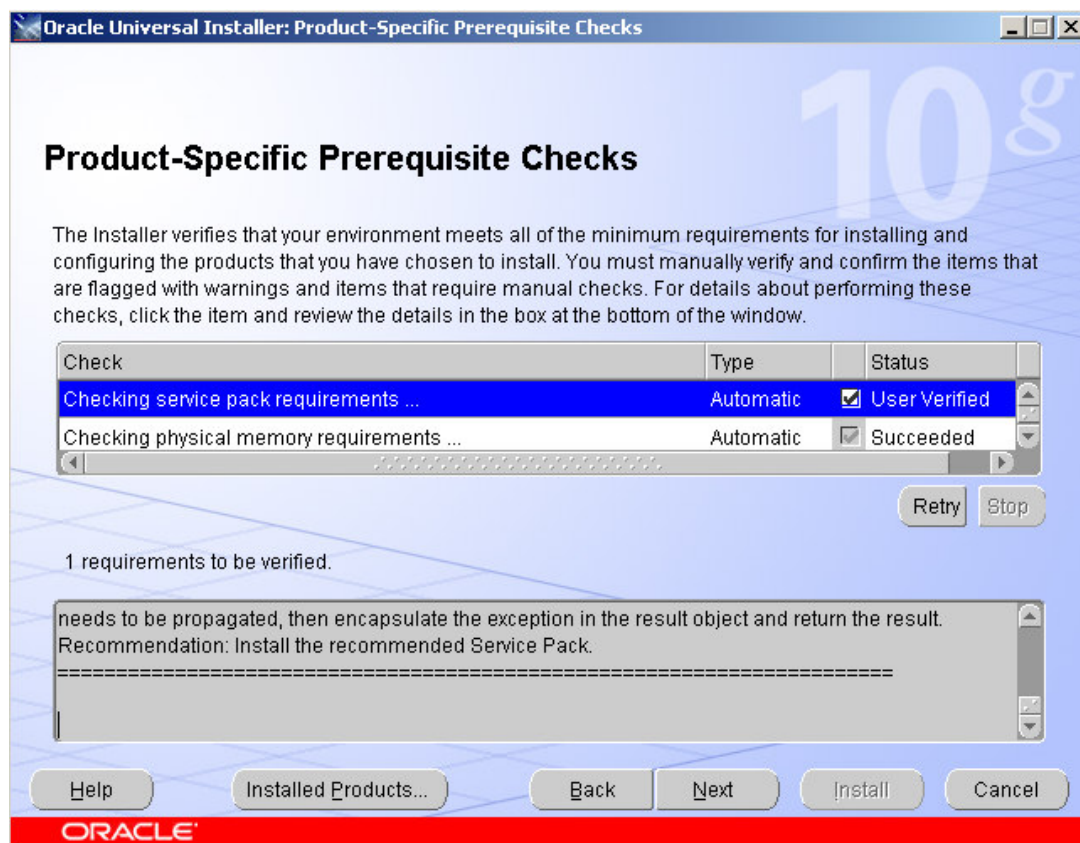 Oracle Universal Installer: Product-Specific Prerequisite Checks
10g
Product-Specific Prerequisite Checks
The Installer verifies that your environment meets all of the minimum requirements for installing and
configuring the products that you have chosen to install. You must manually verify and confirm the items that
are flagged with warnings and items that require manual checks. For details about performing these
checks, click the item and review the details in the box at the bottom of the window.
Check Type Status
Checking service pack requirements ... Automatic User Verified
Checking physical memory requirements ... Automatic Succeeded
Retry Stop
1 requirements to be verified.
needs to be propagated, then encapsulate the exception in the result object and return the result.
Recommendation: Install the recommended Service Pack.
========================================================================
Help Installed Products... Back Next Install Cancel
ORACLE